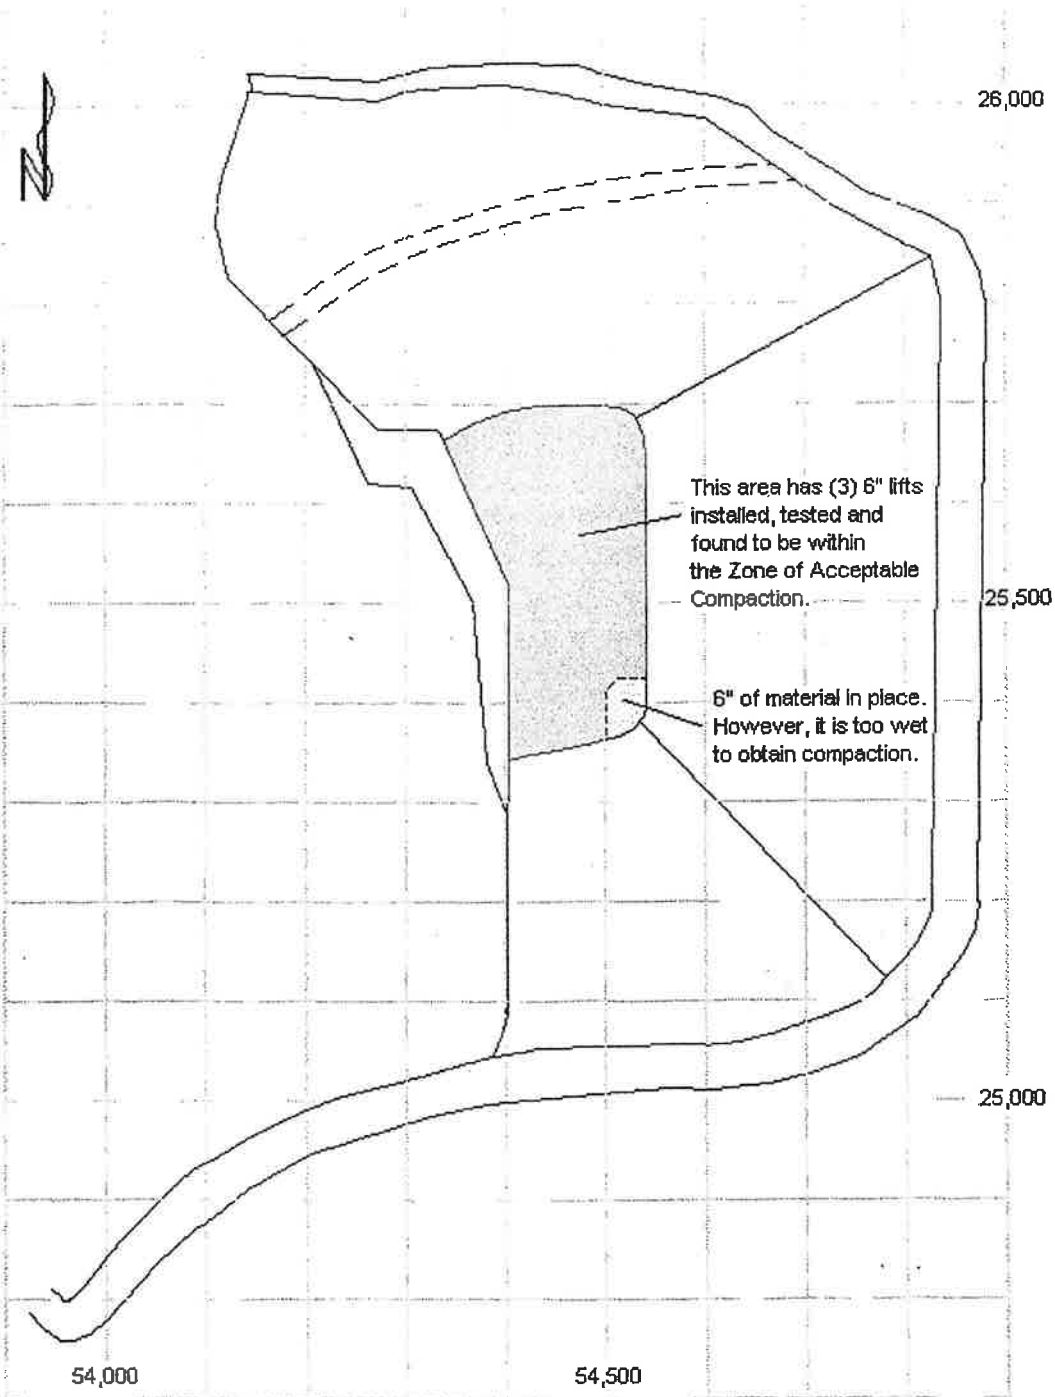 26,000
N
This area has (3) 6" lifts
installed, tested and
found to be within
the Zone of Acceptable
Compaction.
25,500
6" of material in place.
However, it is too wet
to obtain compaction.
25,000
54,000
54,500